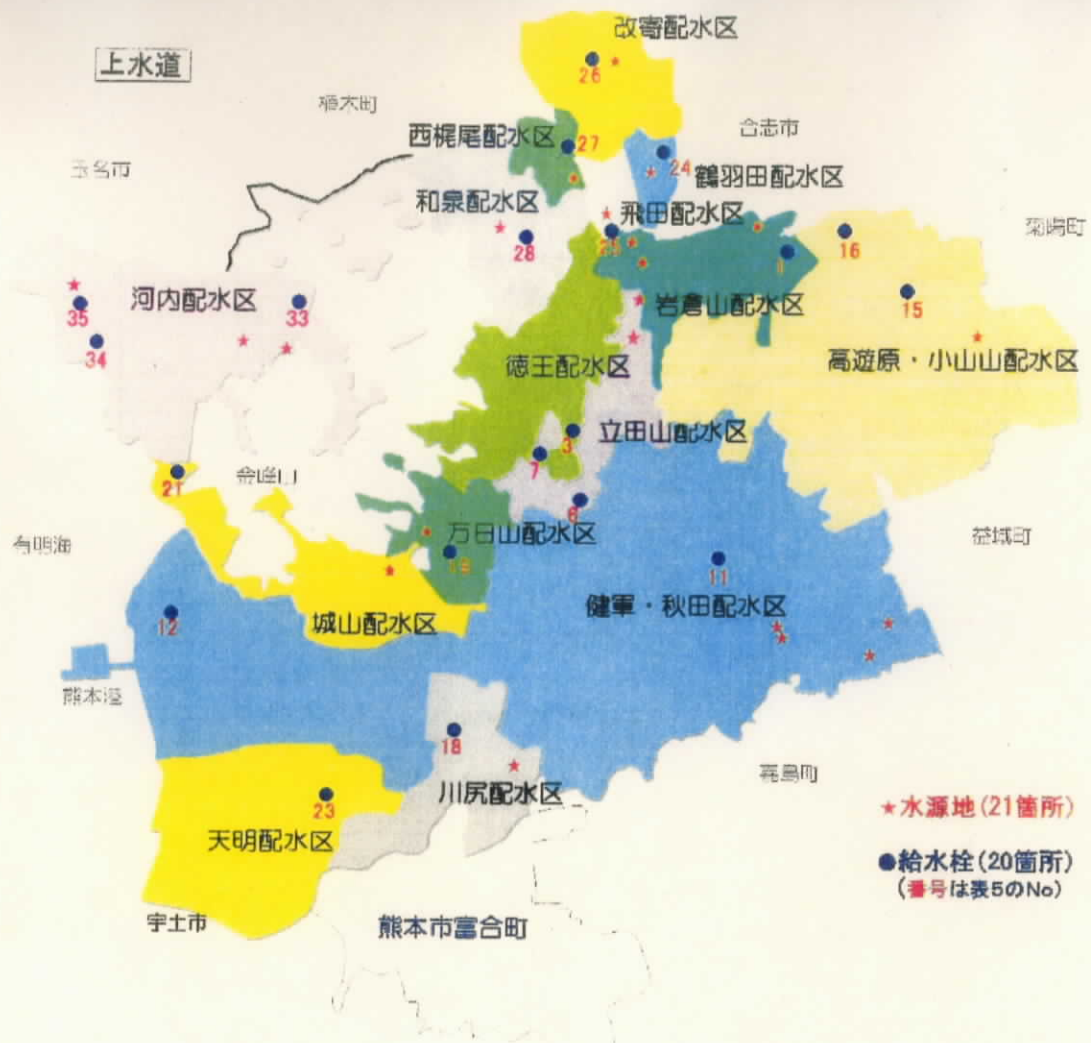 改寄配水区
上水道
26
植木町
合志市
西梶尾配水区
27
24
玉名市
鶴羽田配水区
和泉配水区
飛田配水区
菊陽町
28
25
16
1
河内配水区
岩倉山配水区
35
33
15
34
徳王配水区
高遊原・小山山配水区
立田山配水区
3
7
金峰山
21
6
有明海
万日山配水区
益城町
19
11
健軍・秋田配水区
12
城山配水区
熊本港
18
嘉島町
川尻配水区
23
★水源地(21箇所)
天明配水区
●給水栓(20箇所)
(番号は表5のNo)
宇土市
熊本市富合町